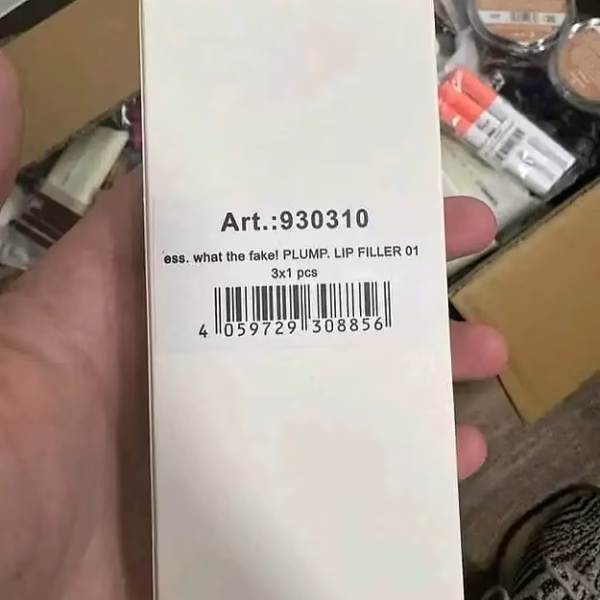 Art.:930310
ess. what the fake! PLUMP. LIP FILLER 01
3x1 pcs
4 059729 308856